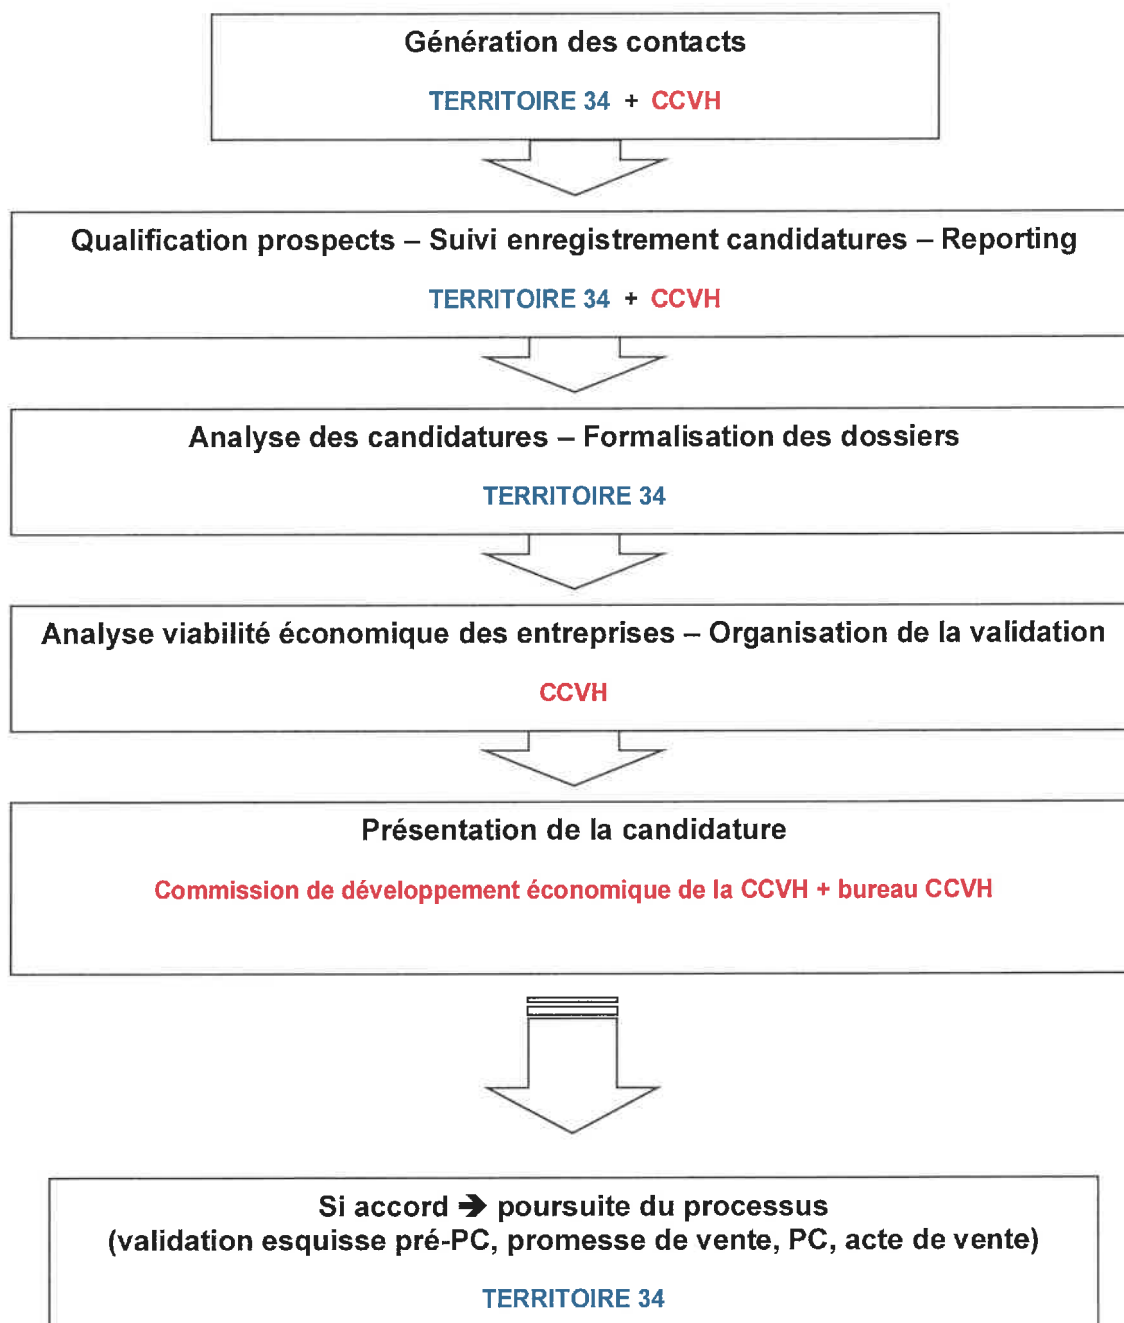 Génération des contacts
TERRITOIRE 34 + CCVH
Qualification prospects – Suivi enregistrement candidatures – Reporting
TERRITOIRE 34 + CCVH
Analyse des candidatures – Formalisation des dossiers
TERRITOIRE 34
Analyse viabilité économique des entreprises – Organisation de la validation
CCVH
Présentation de la candidature
Commission de développement économique de la CCVH + bureau CCVH
Si accord ➔ poursuite du processus
(validation esquisse pré-PC, promesse de vente, PC, acte de vente)
TERRITOIRE 34